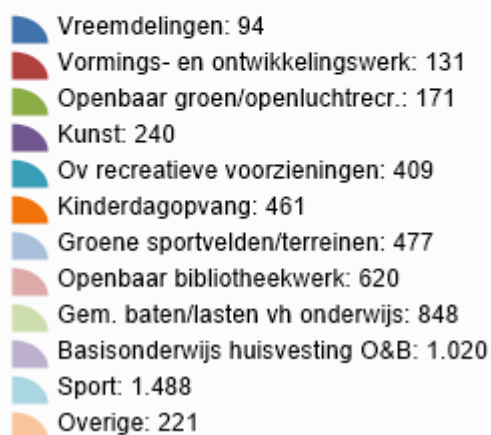 Vreemdelingen: 94
Vormings- en ontwikkelingswerk: 131
Openbaar groen/openluchtrecr.: 171
Kunst: 240
Ov recreatieve voorzieningen: 409
Kinderdagopvang: 461
Groene sportvelden/terreinen: 477
Openbaar bibliotheekwerk: 620
Gem. baten/lasten vh onderwijs: 848
Basisonderwijs huisvesting O&B: 1.020
Sport: 1.488
Overige: 221